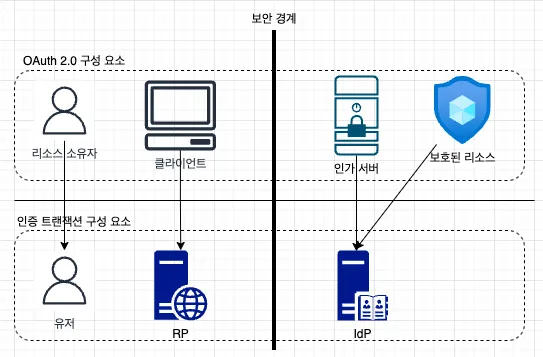 보안 경계
OAuth 2.0 구성 요소
리소스 소유자
클라이언트
인가 서버
보호된 리소스
인증 트랜잭션 구성 요소
유저
RP
IdP